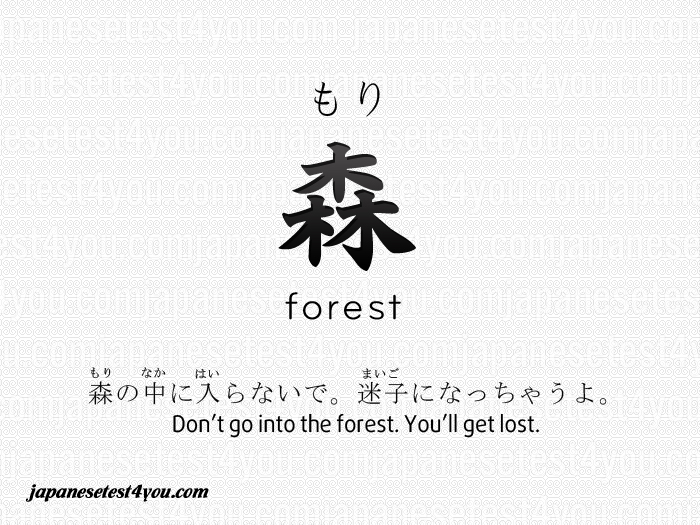 もり
森
forest
もり なか はい まいご
森の中に入らないで。迷子になっちゃうよ。
Don't go into the forest. You'll get lost.
japanesetest4you.com